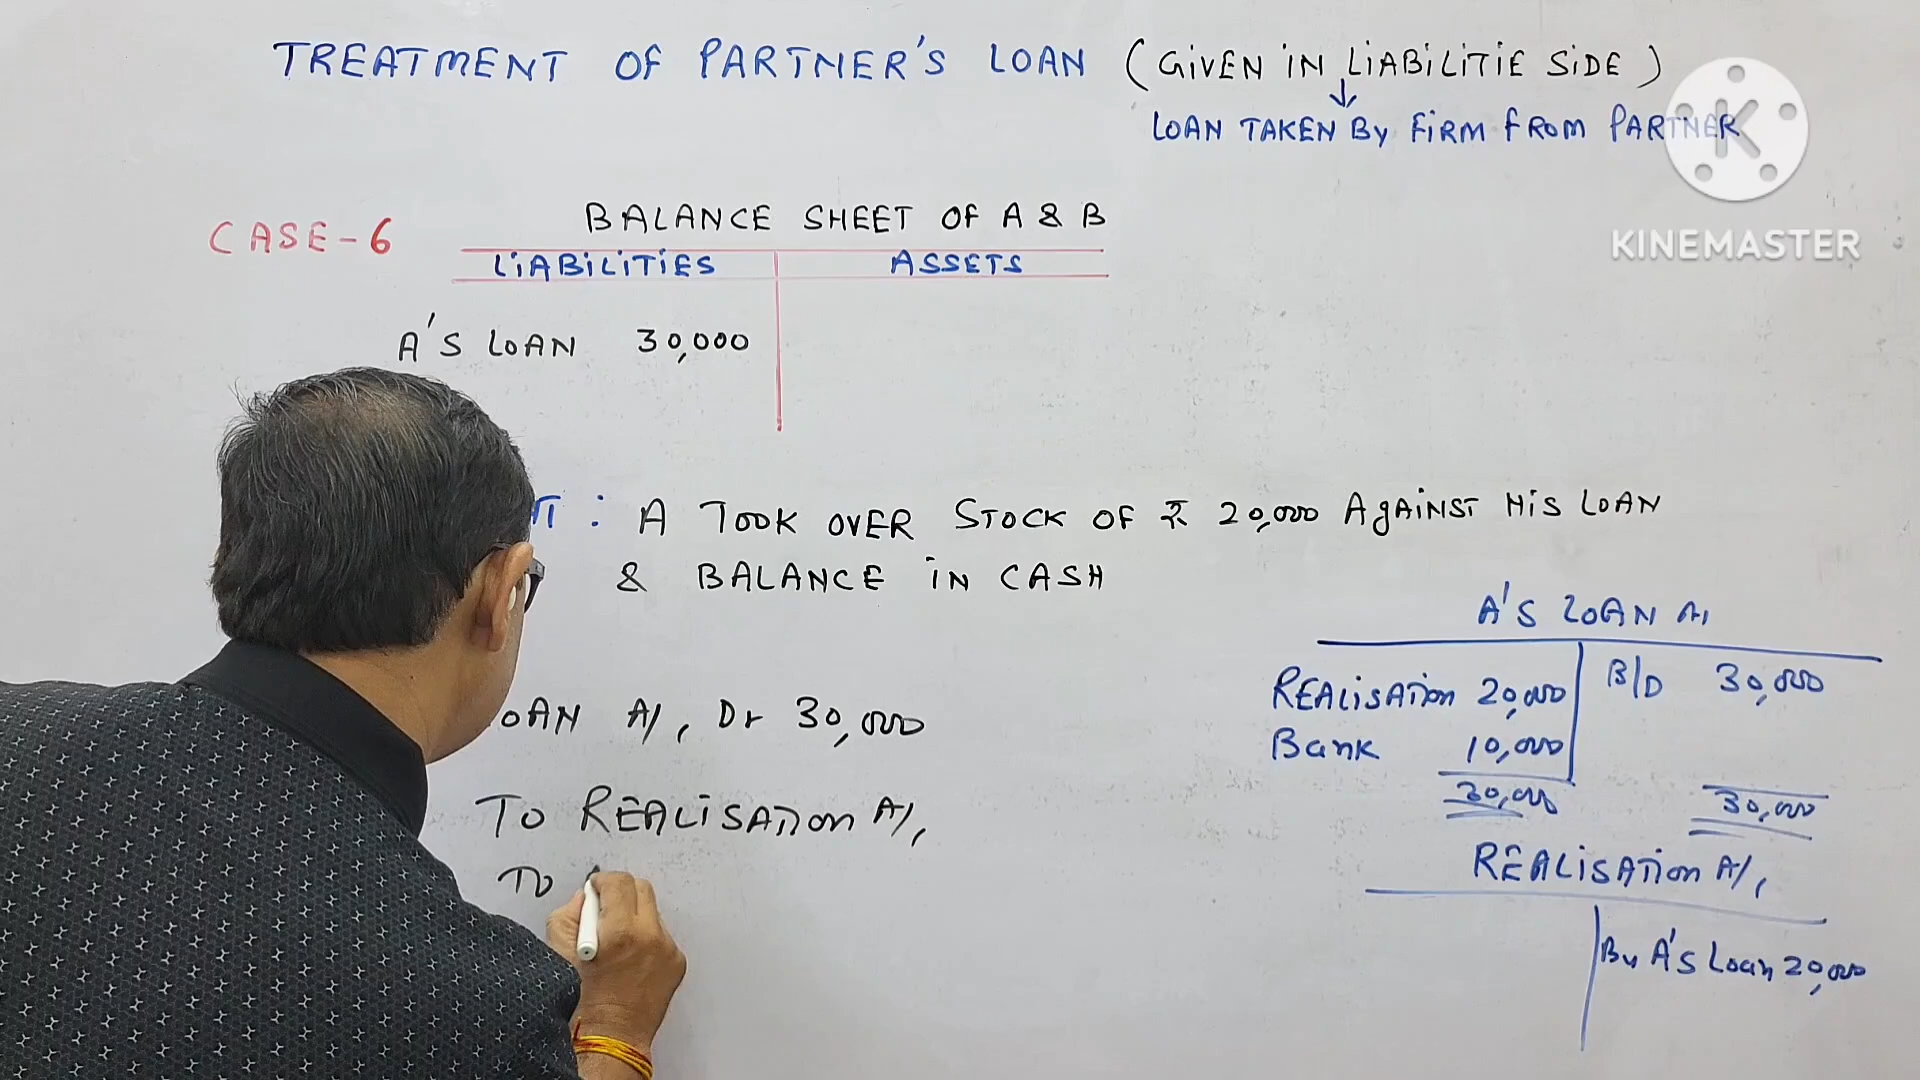 TREATMENT OF PARTNER'S LOAN (GIVEN IN LIABILITIE SIDE)
LOAN TAKEN By FIRM FROM PARTNER
KINEMASTER
CASE-6
BALANCE SHEET OF A & B
LIABILITIES ASSETS
A'S LOAN 30,000
: A TOOK OVER STOCK OF ₹ 20,000 AgAINST HIS LOAN
& BALANCE IN CASH
A/, Dr 30,000
TO REALISATION A/,
TO
A'S LOAN A/,
REALISATION 20,000 B/D 30,000
Bank 10,000
30,000 30,000
REALISATION A/,
By A's Loan 20,000